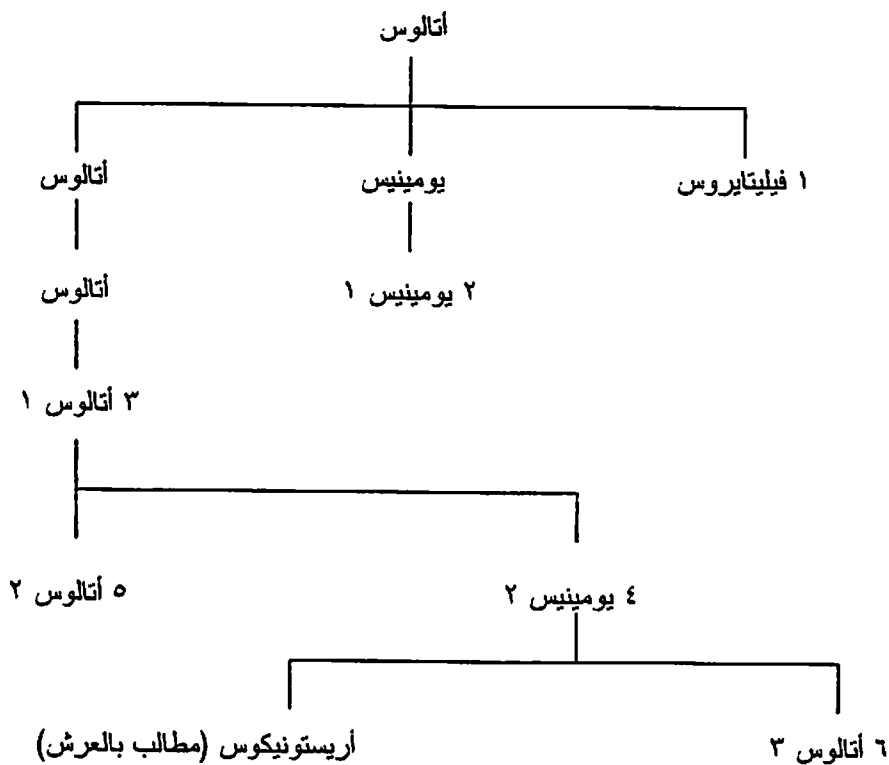 أتالوس
١ فيليتايروس
يومينيس
أتالوس
٢ يومينيس ١
أتالوس
٣ أتالوس ١
٤ يومينيس ٢
٥ أتالوس ٢
٦ أتالوس ٣
أريستونيكوس (مطالب بالعرش)